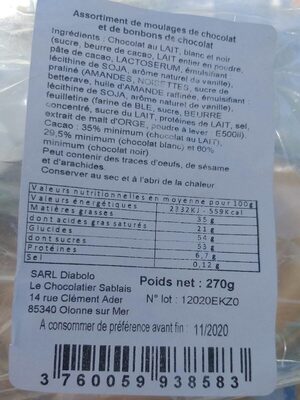 Assortiment de moulages de chocolat
et de bonbons de chocolat
Ingrédients : Chocolat au LAIT, blanc et noir
(sucre, beurre de cacao, LAIT entier en poudre,
pâte de cacao, LACTOSERUM, émulsifiant :
lécithine de SOJA, arôme naturel de vanille),
praliné (AMANDES, NOISETTES, sucre de
betterave, huile d'AMANDE raffinée, émulsifiant :
lécithine de SOJA, arôme naturel de vanille),
feuilletine (farine de BLE, sucre, BEURRE
concentré, sucre du LAIT, protéines de LAIT, sel,
extrait de malt d'ORGE, poudre à lever : E500ii).
Cacao : 35% minimum (chocolat au LAIT),
29,5% minimum (chocolat blanc) et 60%
minimum (chocolat noir)
Peut contenir des traces d'oeufs, de sésame
et d'arachides.
Conserver au sec et à l'abri de la chaleur
Valeurs nutritionnelles en moyenne pour 100g
Valeurs énergétiques 2332KJ - 559Kcal
Matières grasses 35 g
dont acides gras saturés 21 g
Glucides 54 g
dont sucres 53 g
Protéines 6,7 g
Sel 0,12 g
SARL Diabolo
Le Chocolatier Sablais
14 rue Clément Ader
85340 Olonne sur Mer
Poids net : 270g
N° lot : 12020EKZ0
A consommer de préférence avant fin : 11/2020
3 760059 938583